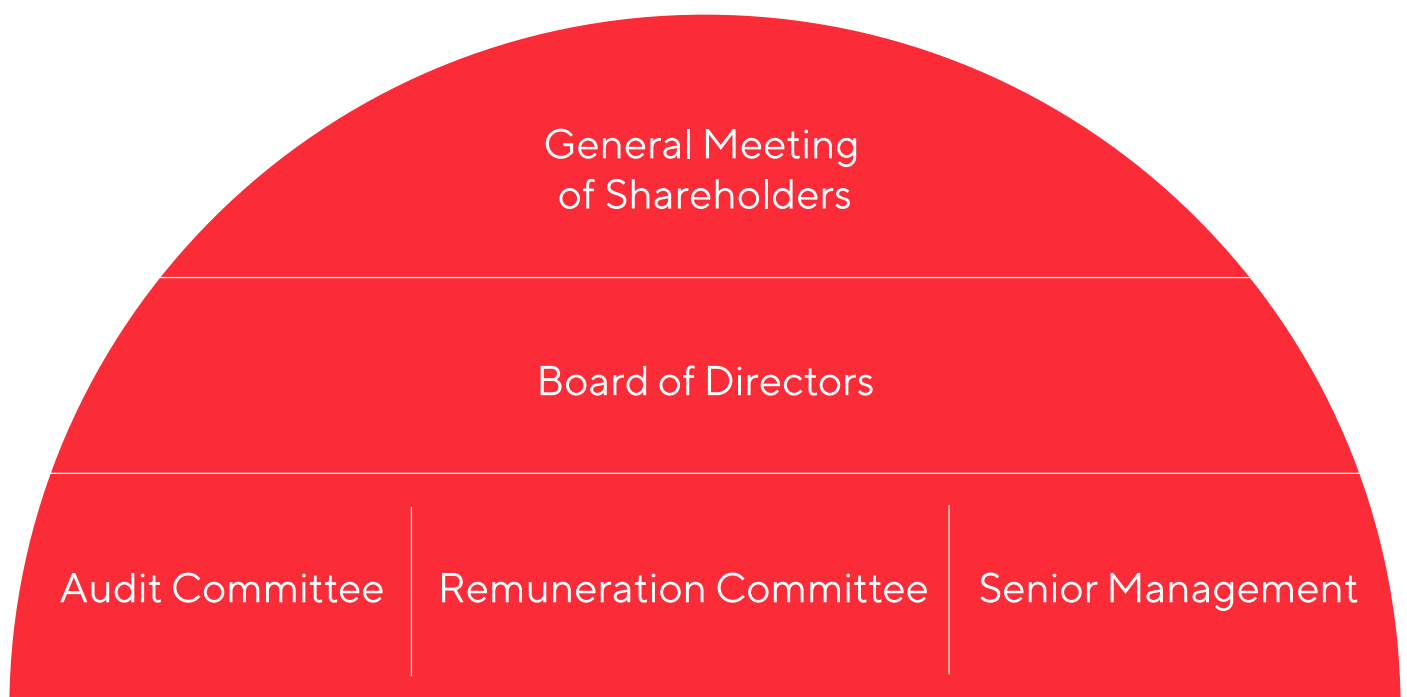 General Meeting
of Shareholders
Board of Directors
Audit Committee
Remuneration Committee
Senior Management